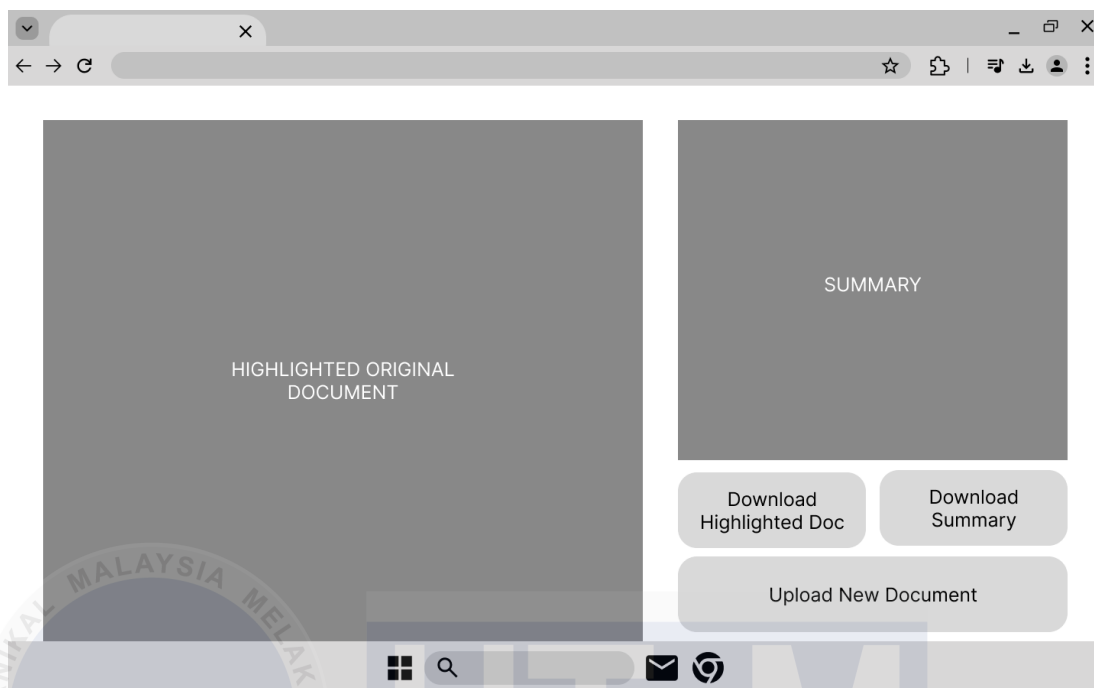 HIGHLIGHTED ORIGINAL
DOCUMENT
SUMMARY
Download
Highlighted Doc
Download
Summary
Upload New Document
MALAYSIA